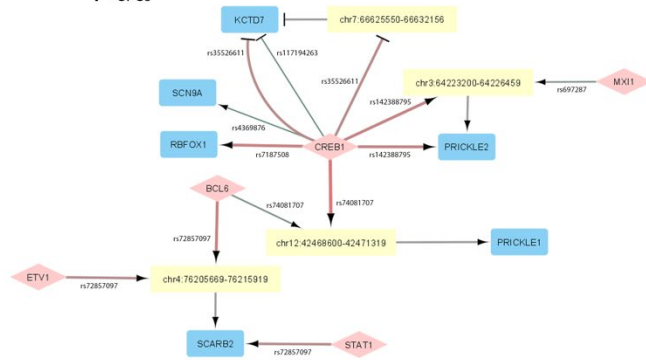 KCTD7
chr7:66625550-66632156
rs35526611
rs117194263
rs35526611
chr3:64223200-64226459
rs697287
MXI1
SCN9A
rs142388795
rs4369876
RBFOX1
rs7187508
CREB1
rs142388795
PRICKLE2
BCL6
rs74081707
rs74081707
rs72857097
chr12:42468600-42471319
PRICKLE1
ETV1
rs72857097
chr4:76205669-76215919
SCARB2
rs72857097
STAT1